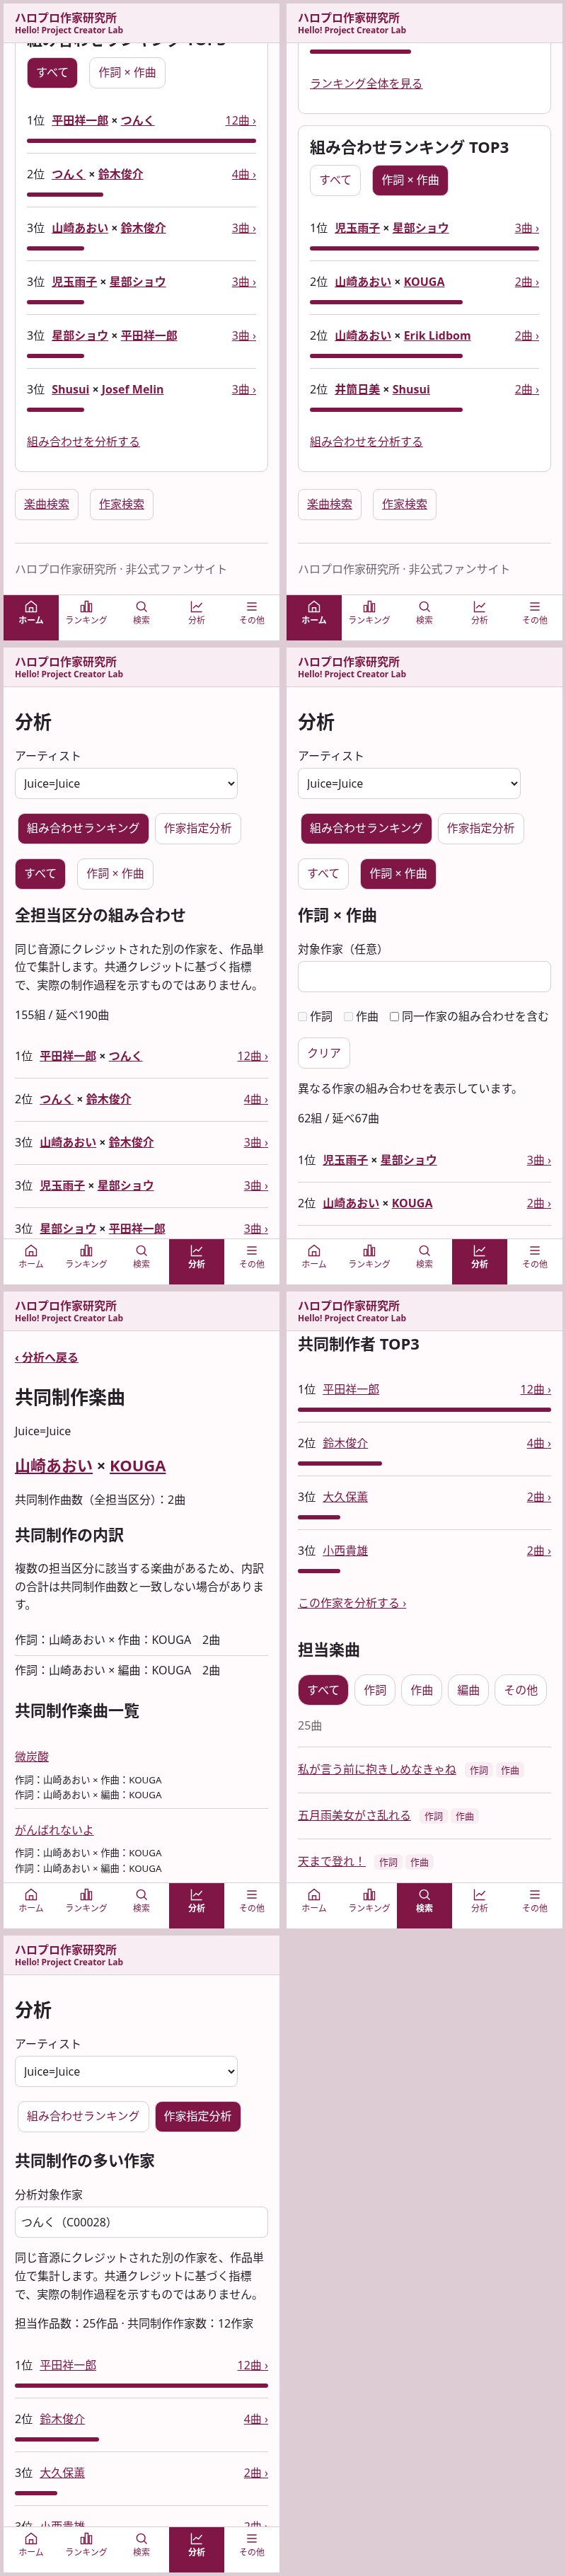 ハロプロ作家研究所
Hello! Project Creator Lab
組み合わせランキング TOP3
すべて
作詞 × 作曲
1位 平田祥一郎 × つんく 12曲 ›
2位 つんく × 鈴木俊介 4曲 ›
3位 山崎あおい × 鈴木俊介 3曲 ›
3位 児玉雨子 × 星部ショウ 3曲 ›
3位 星部ショウ × 平田祥一郎 3曲 ›
3位 Shusui × Josef Melin 3曲 ›
組み合わせを分析する
楽曲検索
作家検索
ハロプロ作家研究所 · 非公式ファンサイト
ホーム
ランキング
検索
分析
その他
ハロプロ作家研究所
Hello! Project Creator Lab
ランキング全体を見る
組み合わせランキング TOP3
すべて
作詞 × 作曲
1位 児玉雨子 × 星部ショウ 3曲 ›
2位 山崎あおい × KOUGA 2曲 ›
2位 山崎あおい × Erik Lidbom 2曲 ›
2位 井筒日美 × Shusui 2曲 ›
組み合わせを分析する
楽曲検索
作家検索
ハロプロ作家研究所 · 非公式ファンサイト
ホーム
ランキング
検索
分析
その他
ハロプロ作家研究所
Hello! Project Creator Lab
分析
アーティスト
Juice=Juice
組み合わせランキング
作家指定分析
すべて
作詞 × 作曲
全担当区分の組み合わせ
同じ音源にクレジットされた別の作家を、作品単
位で集計します。共通クレジットに基づく指標
で、実際の制作過程を示すものではありません。
155組 / 延べ190曲
1位 平田祥一郎 × つんく 12曲 ›
2位 つんく × 鈴木俊介 4曲 ›
3位 山崎あおい × 鈴木俊介 3曲 ›
3位 児玉雨子 × 星部ショウ 3曲 ›
3位 星部ショウ × 平田祥一郎 3曲 ›
ホーム
ランキング
検索
分析
その他
ハロプロ作家研究所
Hello! Project Creator Lab
分析
アーティスト
Juice=Juice
組み合わせランキング
作家指定分析
すべて
作詞 × 作曲
作詞 × 作曲
対象作家（任意）
作詞 作曲 同一作家の組み合わせを含む
クリア
異なる作家の組み合わせを表示しています。
62組 / 延べ67曲
1位 児玉雨子 × 星部ショウ 3曲 ›
2位 山崎あおい × KOUGA 2曲 ›
ホーム
ランキング
検索
分析
その他
ハロプロ作家研究所
Hello! Project Creator Lab
‹ 分析へ戻る
共同制作楽曲
Juice=Juice
山崎あおい × KOUGA
共同制作曲数（全担当区分）：2曲
共同制作の内訳
複数の担当区分に該当する楽曲があるため、内訳
の合計は共同制作曲数と一致しない場合がありま
す。
作詞：山崎あおい × 作曲：KOUGA 2曲
作詞：山崎あおい × 編曲：KOUGA 2曲
共同制作楽曲一覧
微炭酸
作詞：山崎あおい × 作曲：KOUGA
作詞：山崎あおい × 編曲：KOUGA
がんばれないよ
作詞：山崎あおい × 作曲：KOUGA
作詞：山崎あおい × 編曲：KOUGA
ホーム
ランキング
検索
分析
その他
ハロプロ作家研究所
Hello! Project Creator Lab
共同制作者 TOP3
1位 平田祥一郎 12曲 ›
2位 鈴木俊介 4曲 ›
3位 大久保薫 2曲 ›
3位 小西貴雄 2曲 ›
この作家を分析する ›
担当楽曲
すべて
作詞
作曲
編曲
その他
25曲
私が言う前に抱きしめなきゃね 作詞 作曲
五月雨美女がさ乱れる 作詞 作曲
天まで登れ！ 作詞 作曲
ホーム
ランキング
検索
分析
その他
ハロプロ作家研究所
Hello! Project Creator Lab
分析
アーティスト
Juice=Juice
組み合わせランキング
作家指定分析
共同制作の多い作家
分析対象作家
つんく（C00028）
同じ音源にクレジットされた別の作家を、作品単
位で集計します。共通クレジットに基づく指標
で、実際の制作過程を示すものではありません。
担当作品数：25作品 · 共同制作作家数：12作家
1位 平田祥一郎 12曲 ›
2位 鈴木俊介 4曲 ›
3位 大久保薫 2曲 ›
3位 小西貴雄 2曲 ›
ホーム
ランキング
検索
分析
その他